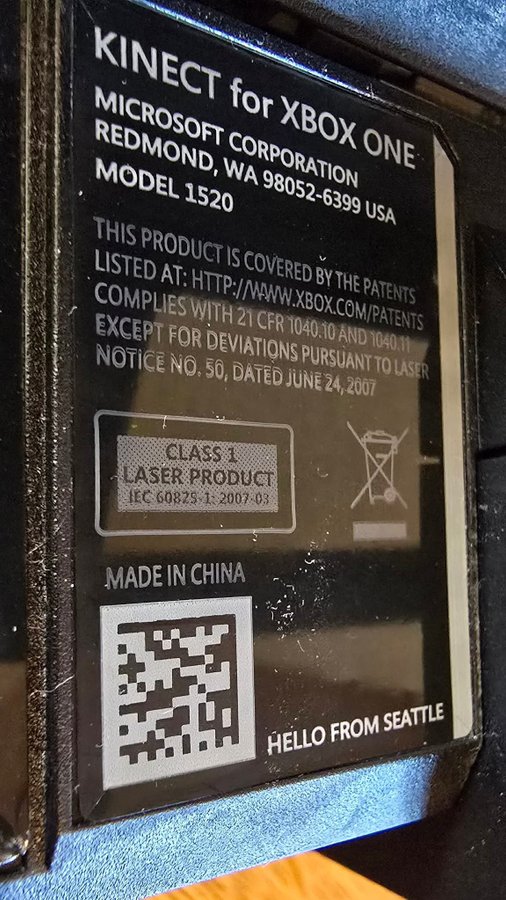 KINECT for XBOX ONE
MICROSOFT CORPORATION
REDMOND, WA 98052-6399 USA
MODEL 1520
THIS PRODUCT IS COVERED BY THE PATENTS
LISTED AT: HTTP://WWW.XBOX.COM/PATENTS
COMPLIES WITH 21 CFR 1040.10 AND 1040.11
EXCEPT FOR DEVIATIONS PURSUANT TO LASER
NOTICE NO. 50, DATED JUNE 24, 2007
CLASS 1
LASER PRODUCT
IEC 60825-1: 2007-03
MADE IN CHINA
HELLO FROM SEATTLE